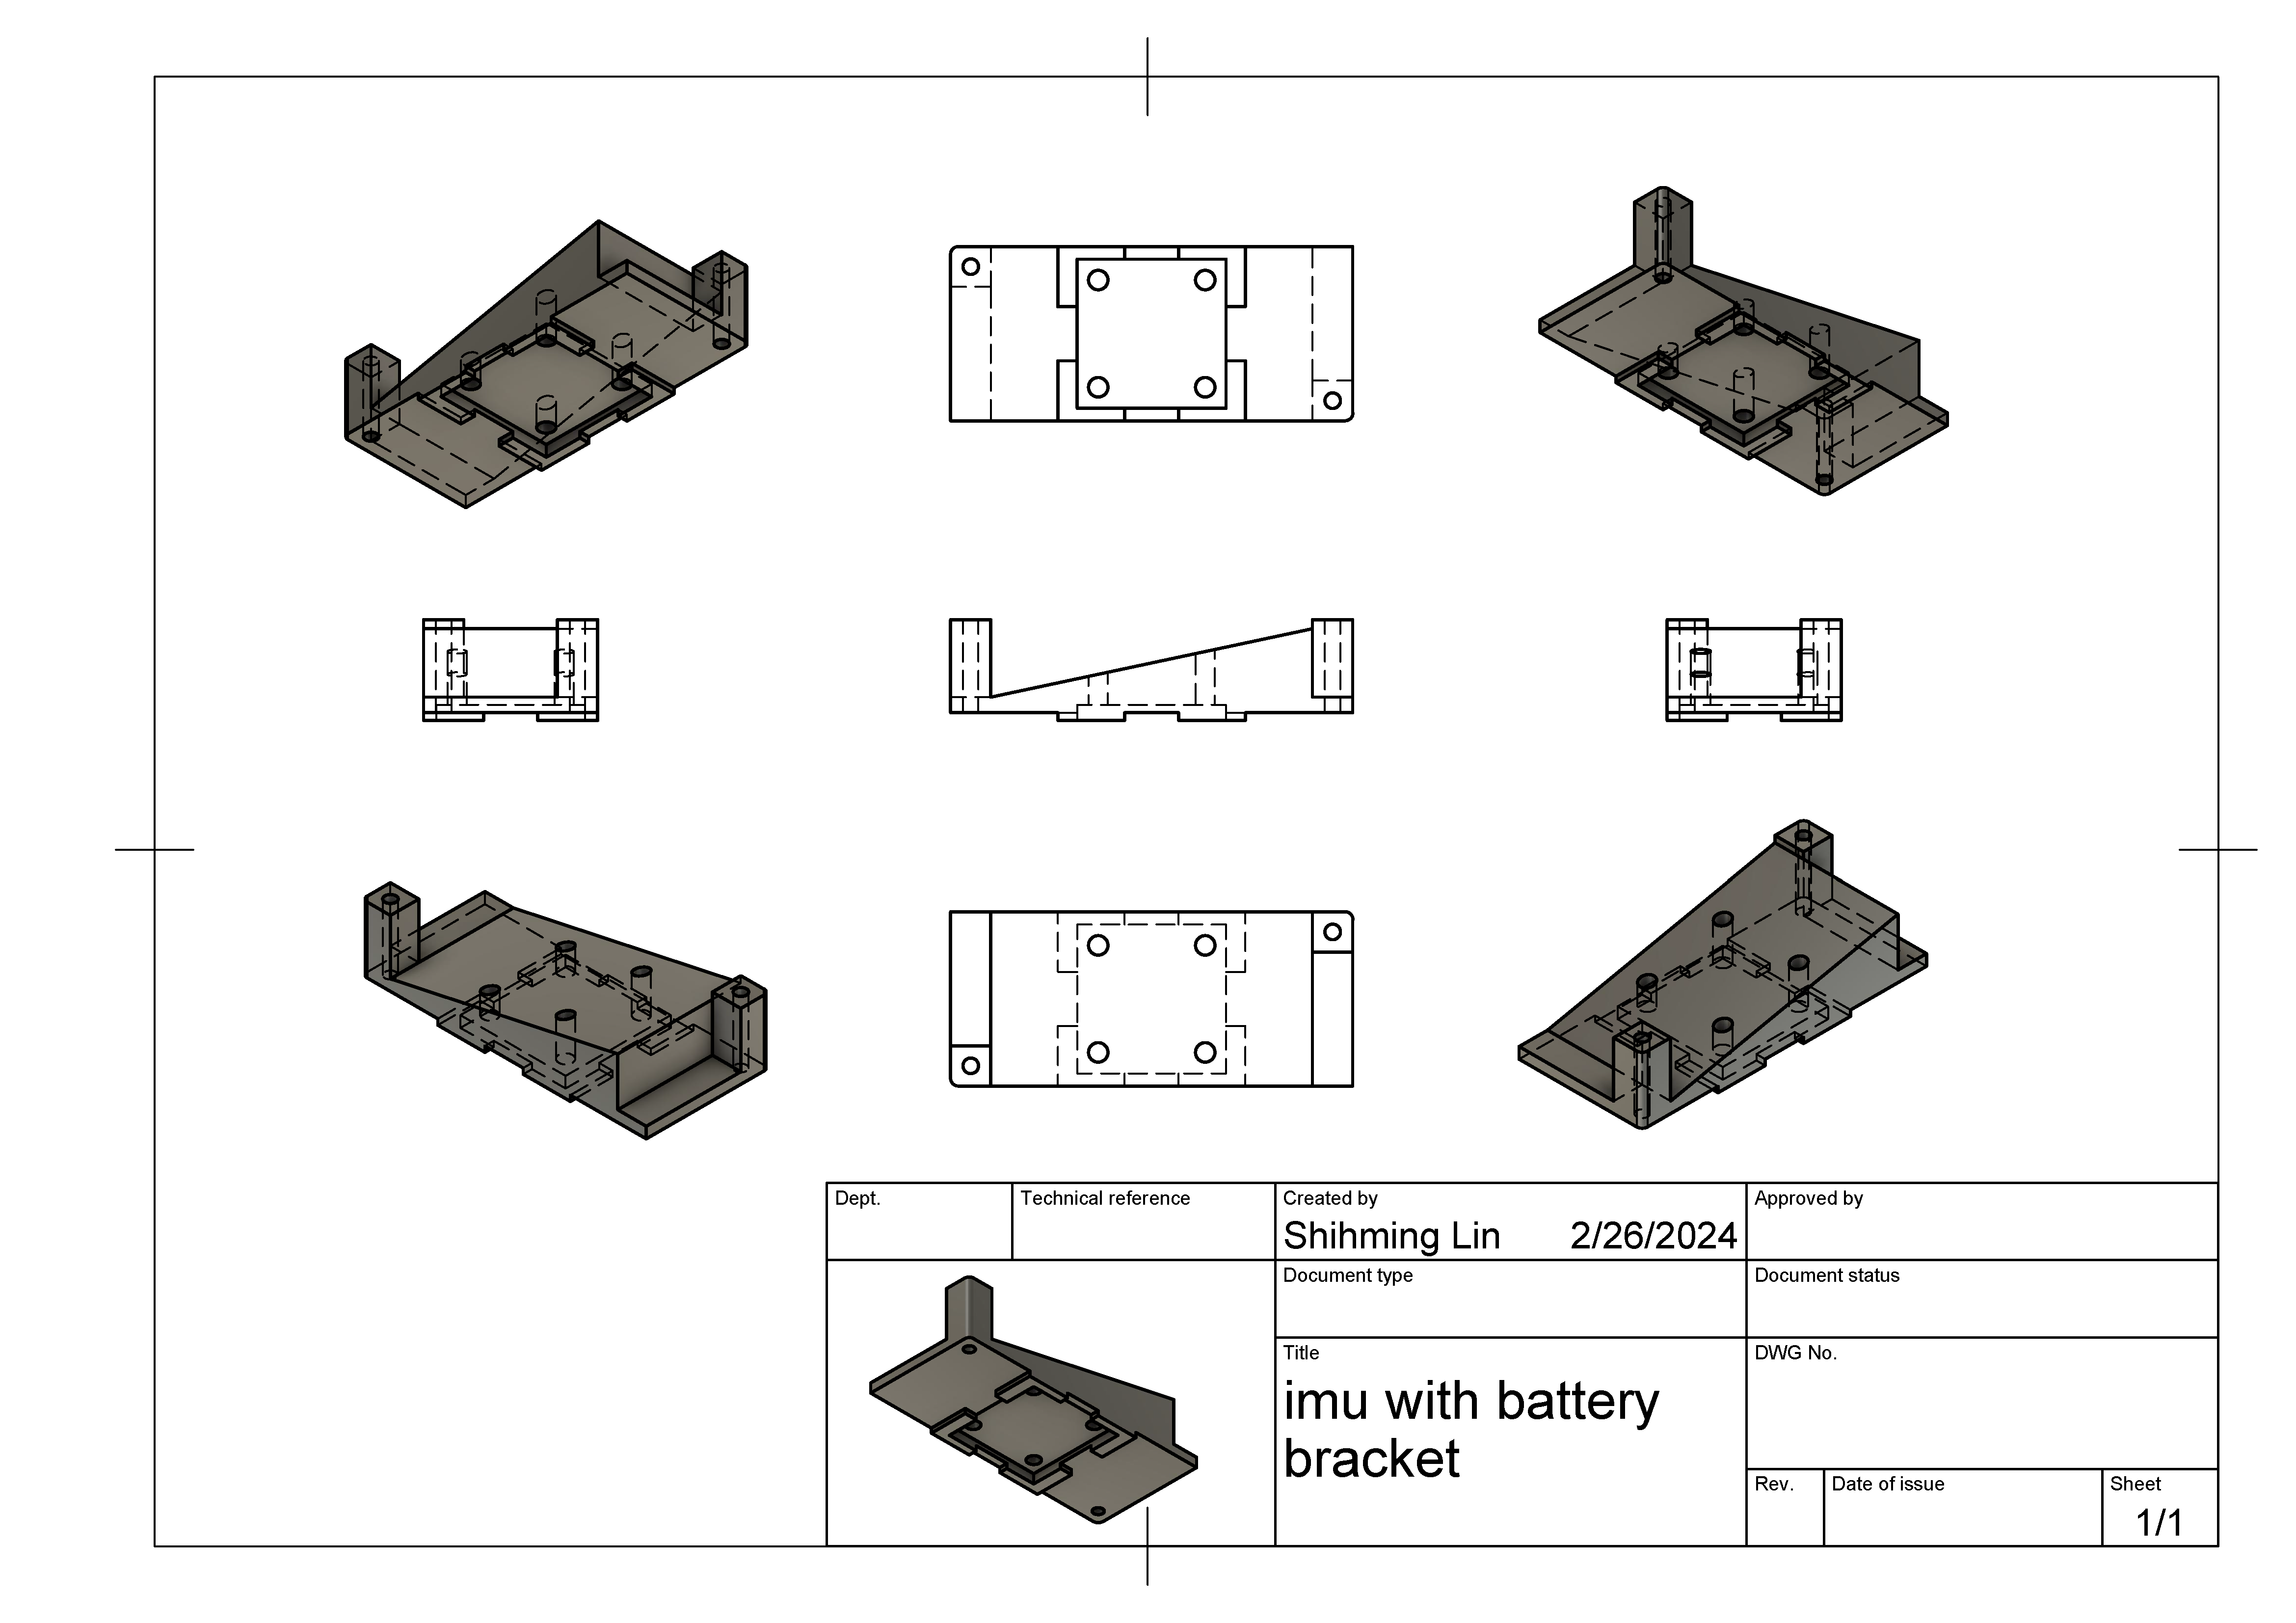 Dept.
Technical reference
Created by
Shihming Lin 2/26/2024
Approved by
Document type
Document status
Title
imu with battery
bracket
DWG No.
Rev.
Date of issue
Sheet
1/1